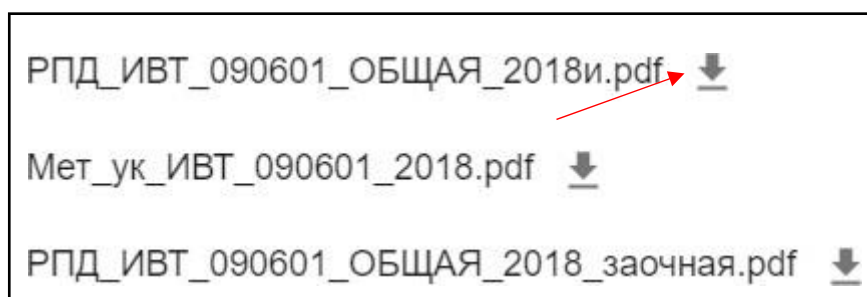 РПД_ИВТ_090601_ОБЩАЯ_2018и.pdf
Мет_ук_ИВТ_090601_2018.pdf
РПД_ИВТ_090601_ОБЩАЯ_2018_заочная.pdf